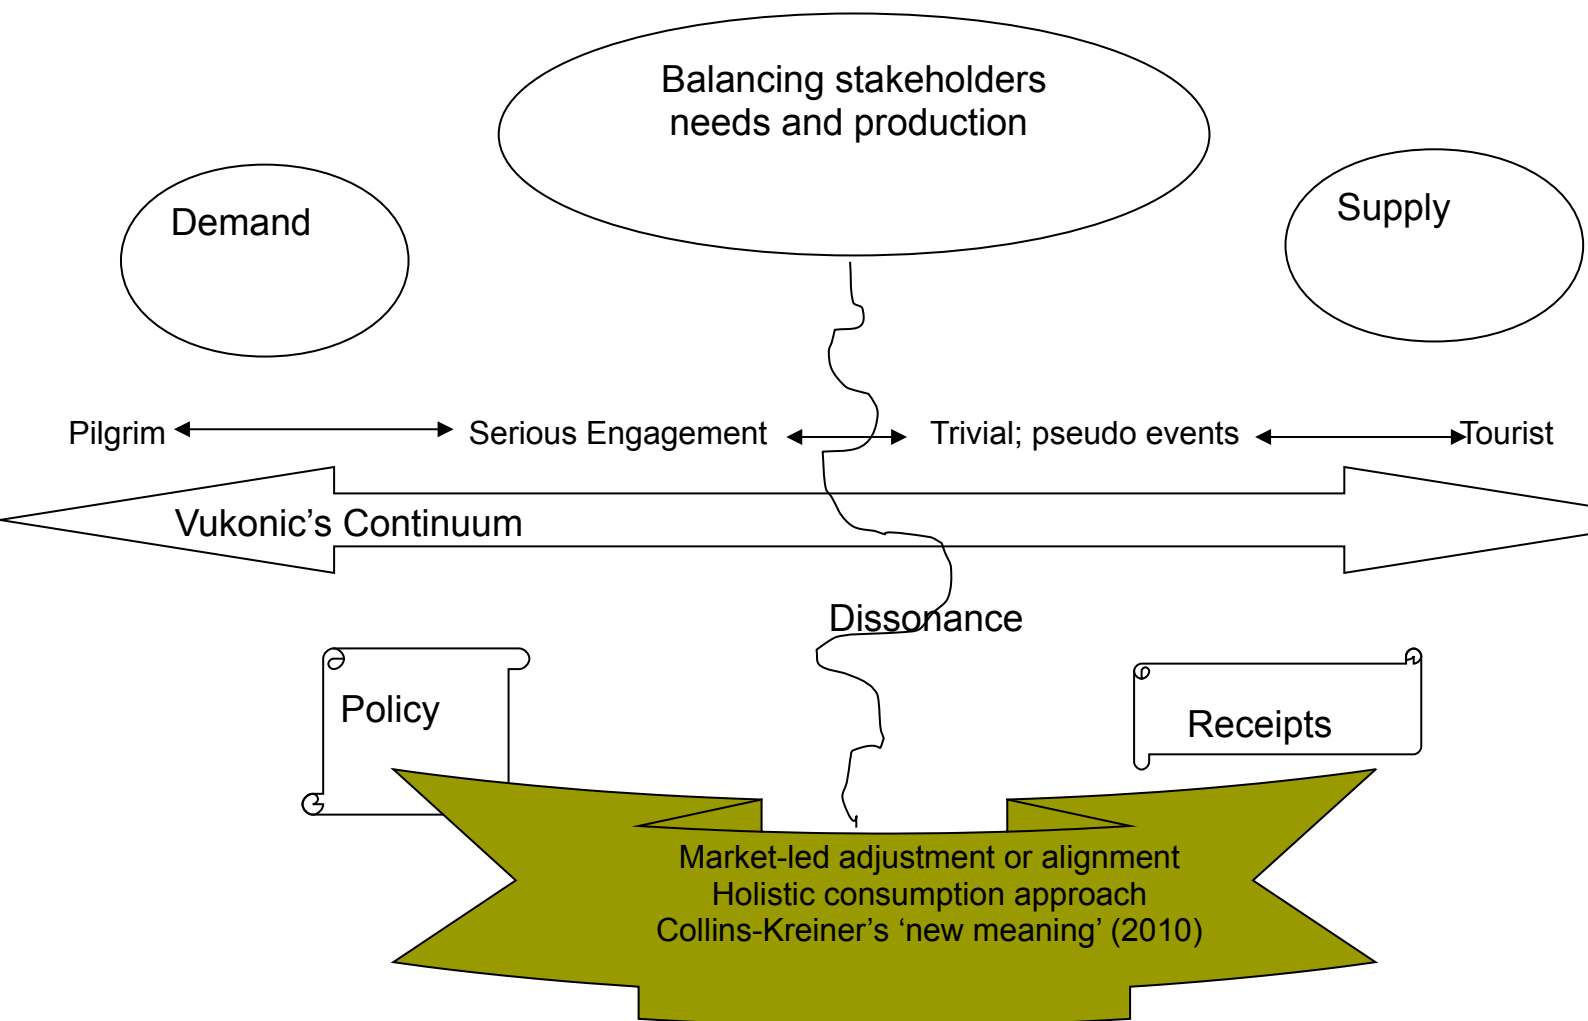 Balancing stakeholders
needs and production
Demand
Supply
Pilgrim
Serious Engagement
Trivial; pseudo events
Tourist
Vukonic’s Continuum
Dissonance
Policy
Receipts
Market-led adjustment or alignment
Holistic consumption approach
Collins-Kreiner’s ‘new meaning’ (2010)